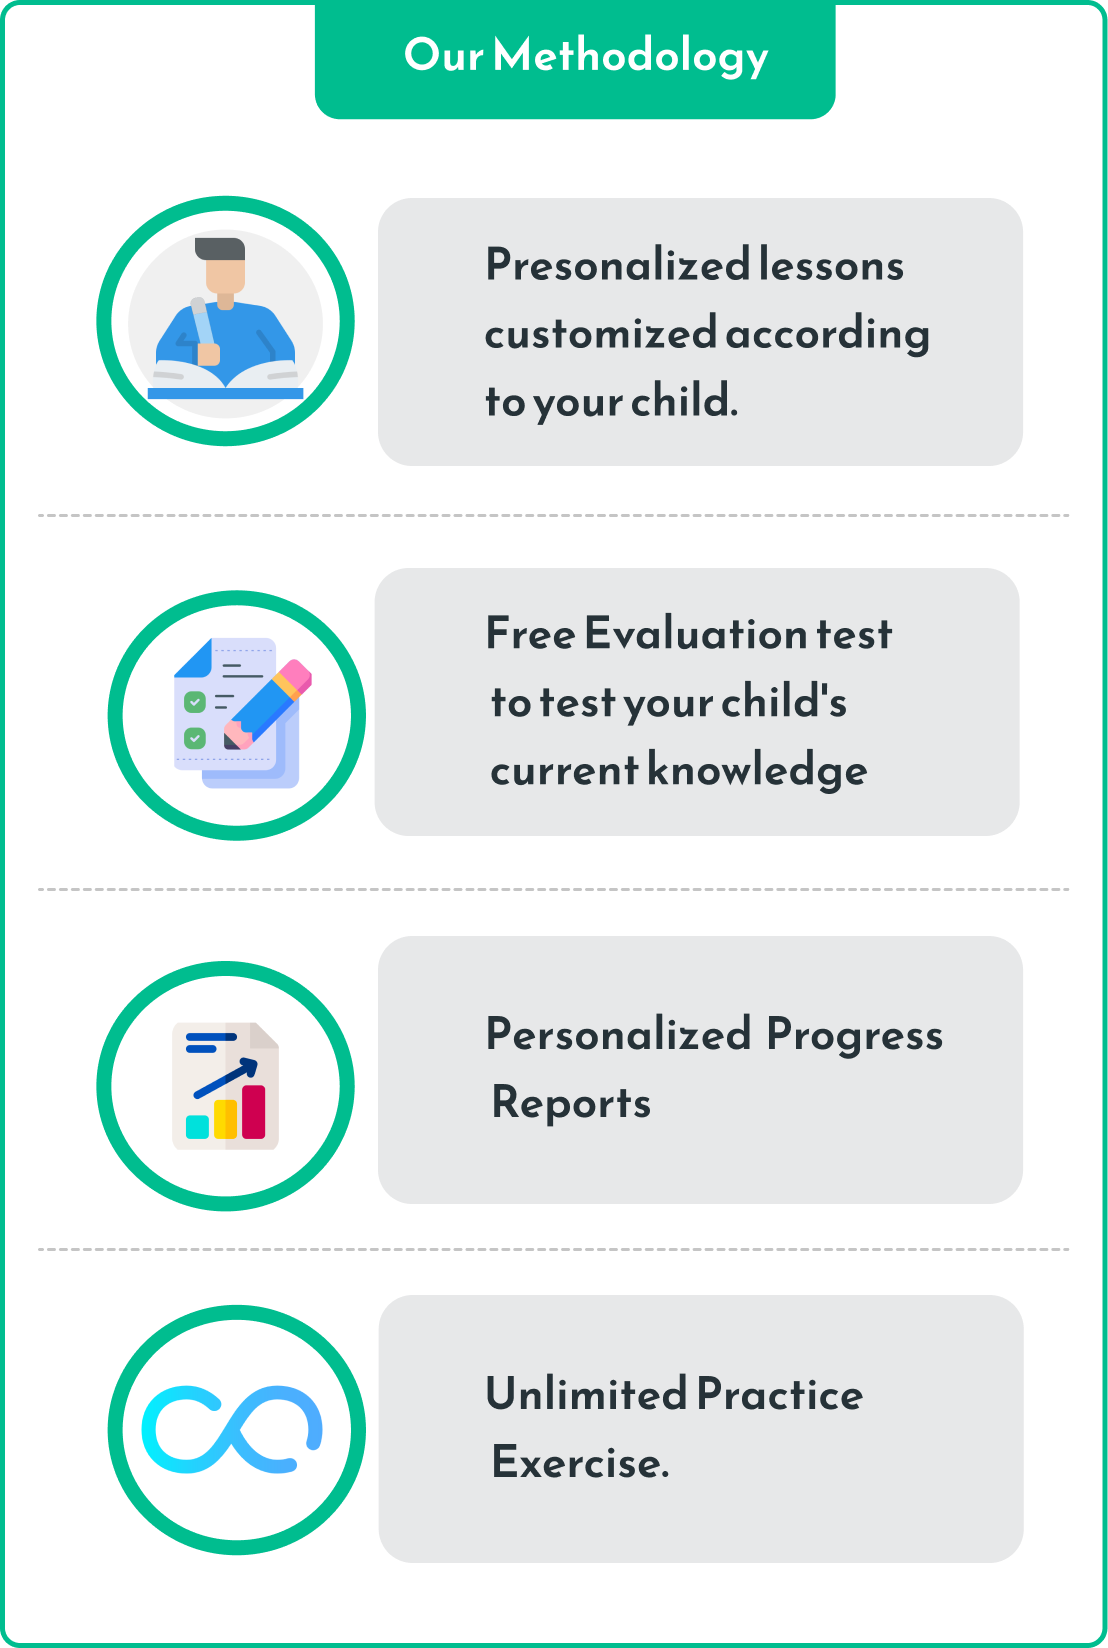 Our Methodology
Presonalized lessons
customized according
to your child.
Free Evaluation test
to test your child's
current knowledge
Personalized Progress
Reports
Unlimited Practice
Exercise.